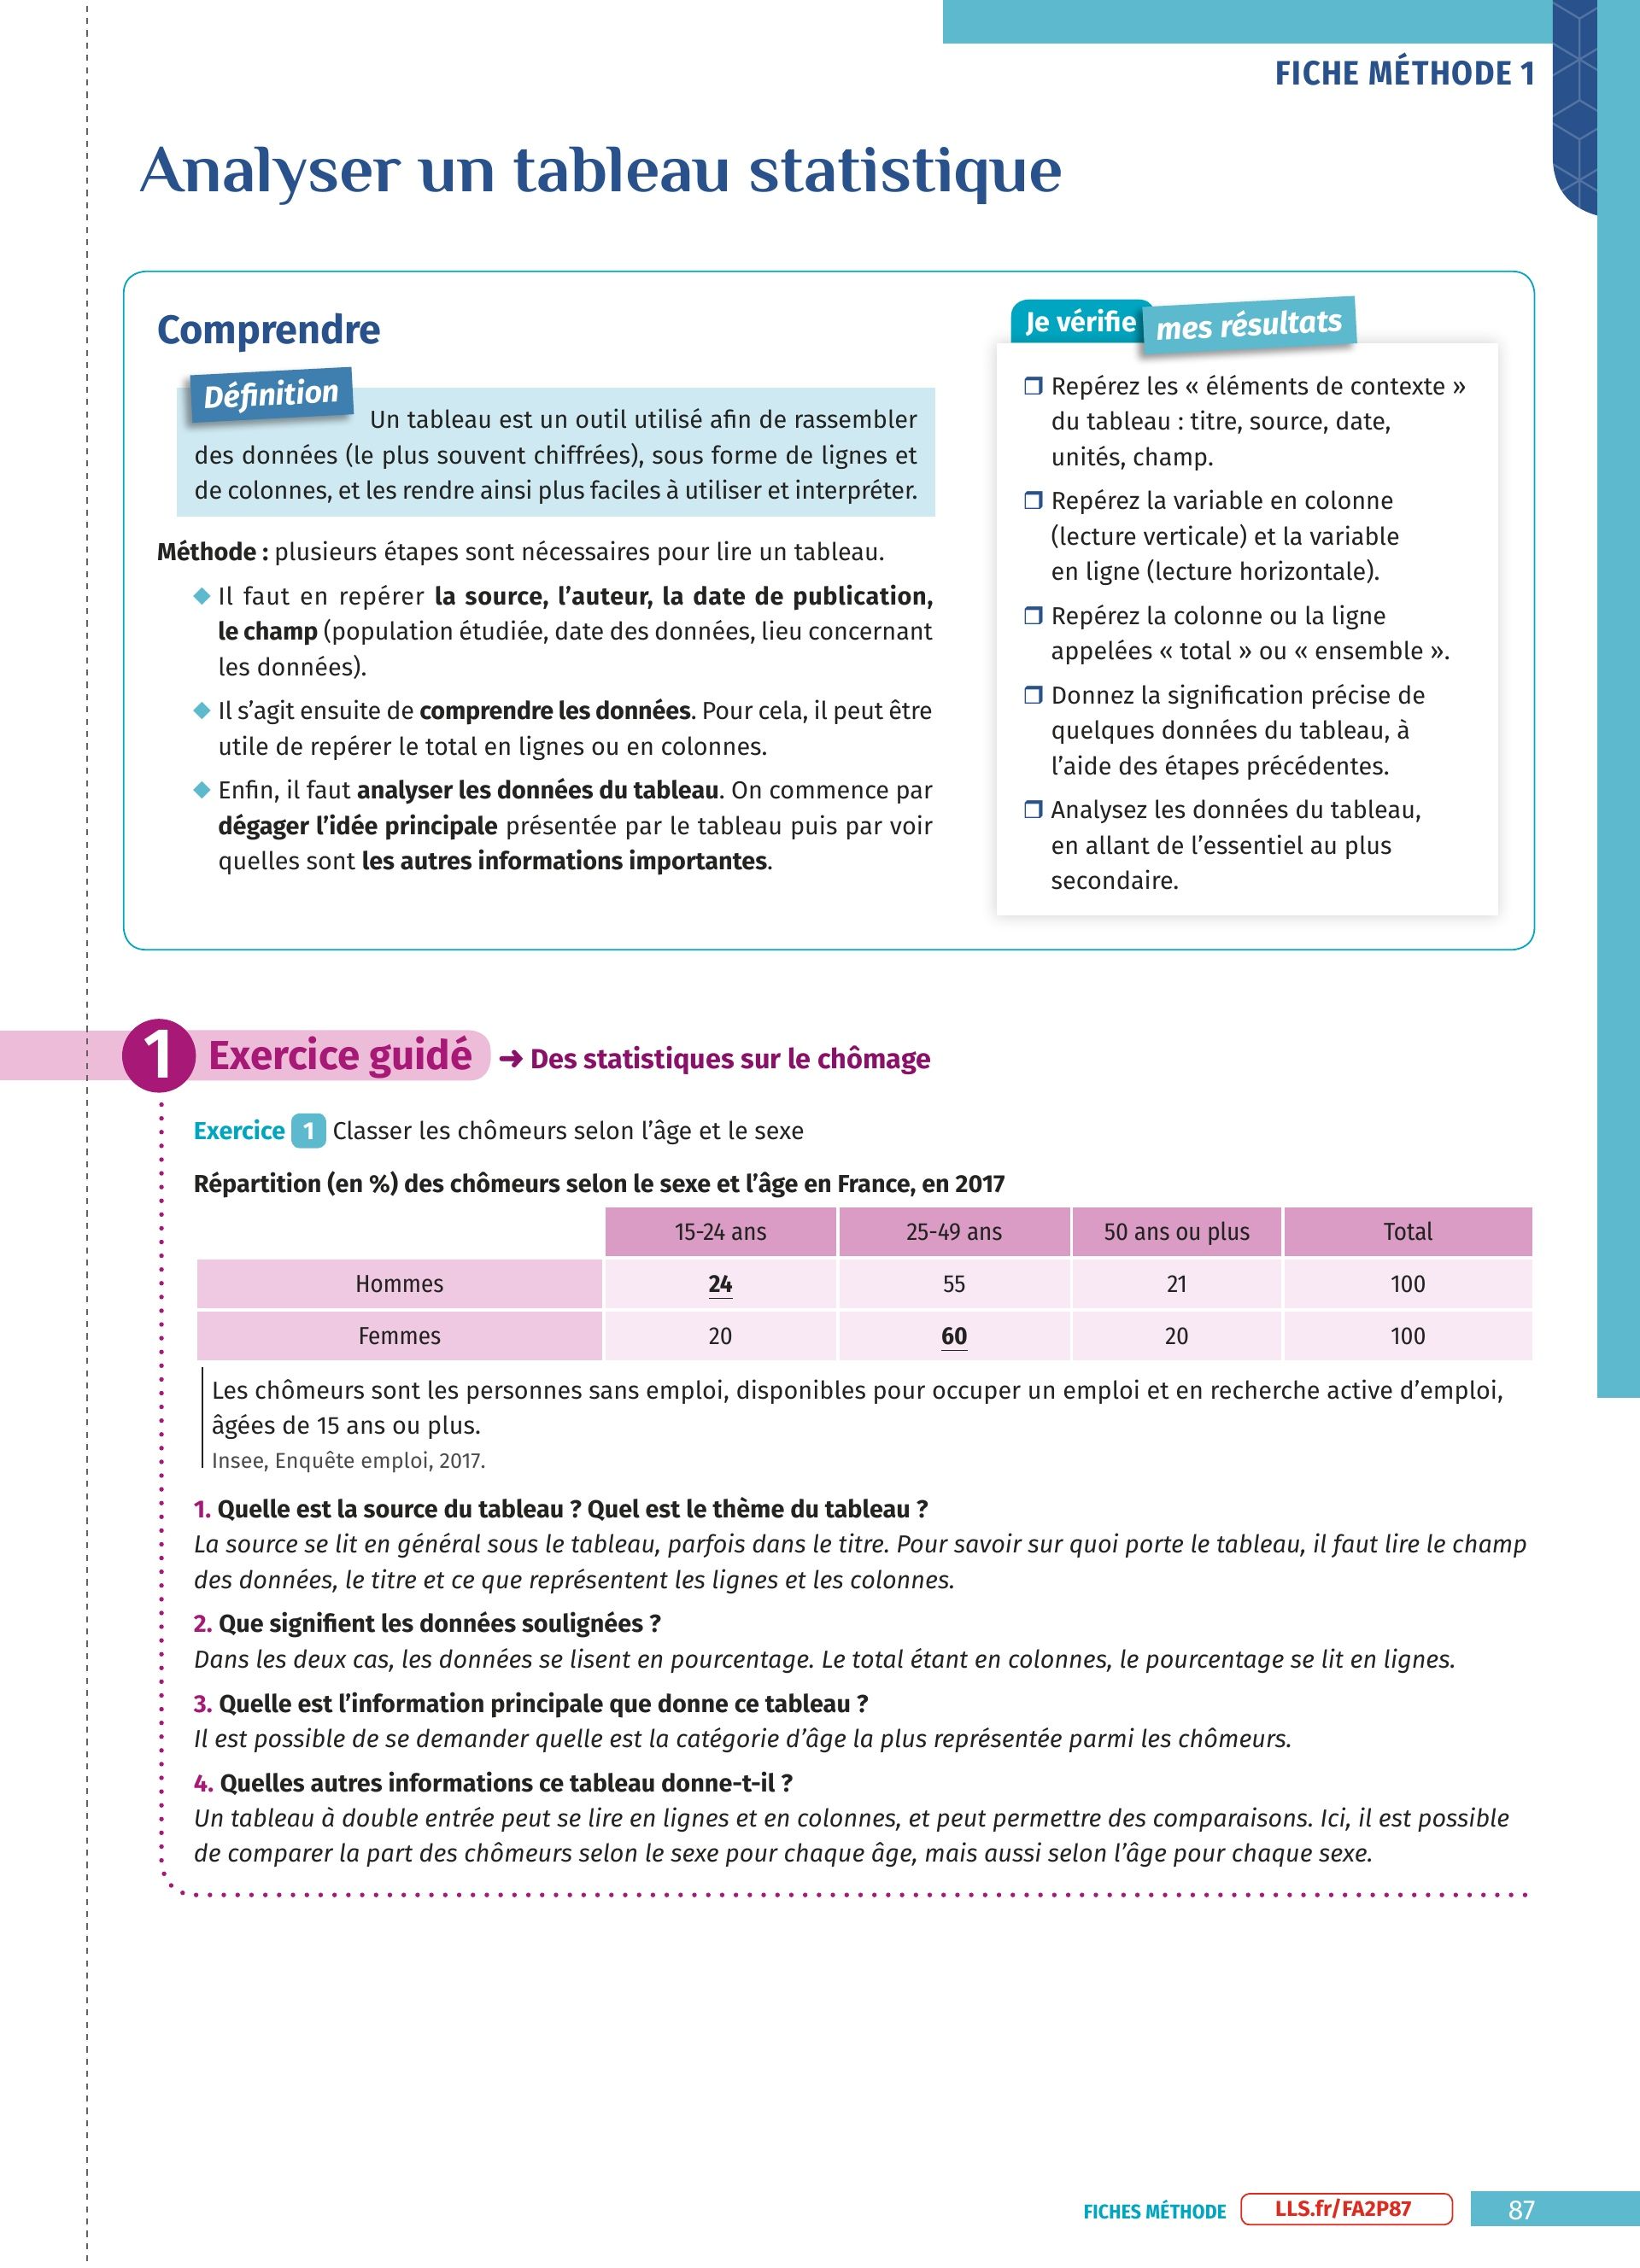 FICHE MÉTHODE 1
Analyser un tableau statistique
Comprendre
Définition
Un tableau est un outil utilisé afin de rassembler
des données (le plus souvent chiffrées), sous forme de lignes et
de colonnes, et les rendre ainsi plus faciles à utiliser et interpréter.
Méthode : plusieurs étapes sont nécessaires pour lire un tableau.
◆ Il faut en repérer la source, l’auteur, la date de publication,
le champ (population étudiée, date des données, lieu concernant
les données).
◆ Il s’agit ensuite de comprendre les données. Pour cela, il peut être
utile de repérer le total en lignes ou en colonnes.
◆ Enfin, il faut analyser les données du tableau. On commence par
dégager l’idée principale présentée par le tableau puis par voir
quelles sont les autres informations importantes.
Je vérifie mes résultats
❒ Repérez les « éléments de contexte »
du tableau : titre, source, date,
unités, champ.
❒ Repérez la variable en colonne
(lecture verticale) et la variable
en ligne (lecture horizontale).
❒ Repérez la colonne ou la ligne
appelées « total » ou « ensemble ».
❒ Donnez la signification précise de
quelques données du tableau, à
l’aide des étapes précédentes.
❒ Analysez les données du tableau,
en allant de l’essentiel au plus
secondaire.
1 Exercice guidé ➜ Des statistiques sur le chômage
Exercice 1 Classer les chômeurs selon l’âge et le sexe
Répartition (en %) des chômeurs selon le sexe et l’âge en France, en 2017
15-24 ans 25-49 ans 50 ans ou plus Total
Hommes 24 55 21 100
Femmes 20 60 20 100
Les chômeurs sont les personnes sans emploi, disponibles pour occuper un emploi et en recherche active d’emploi,
âgées de 15 ans ou plus.
Insee, Enquête emploi, 2017.
1. Quelle est la source du tableau ? Quel est le thème du tableau ?
La source se lit en général sous le tableau, parfois dans le titre. Pour savoir sur quoi porte le tableau, il faut lire le champ
des données, le titre et ce que représentent les lignes et les colonnes.
2. Que signifient les données soulignées ?
Dans les deux cas, les données se lisent en pourcentage. Le total étant en colonnes, le pourcentage se lit en lignes.
3. Quelle est l’information principale que donne ce tableau ?
Il est possible de se demander quelle est la catégorie d’âge la plus représentée parmi les chômeurs.
4. Quelles autres informations ce tableau donne-t-il ?
Un tableau à double entrée peut se lire en lignes et en colonnes, et peut permettre des comparaisons. Ici, il est possible
de comparer la part des chômeurs selon le sexe pour chaque âge, mais aussi selon l’âge pour chaque sexe.
FICHES MÉTHODE LLS.fr/FA2P87 87